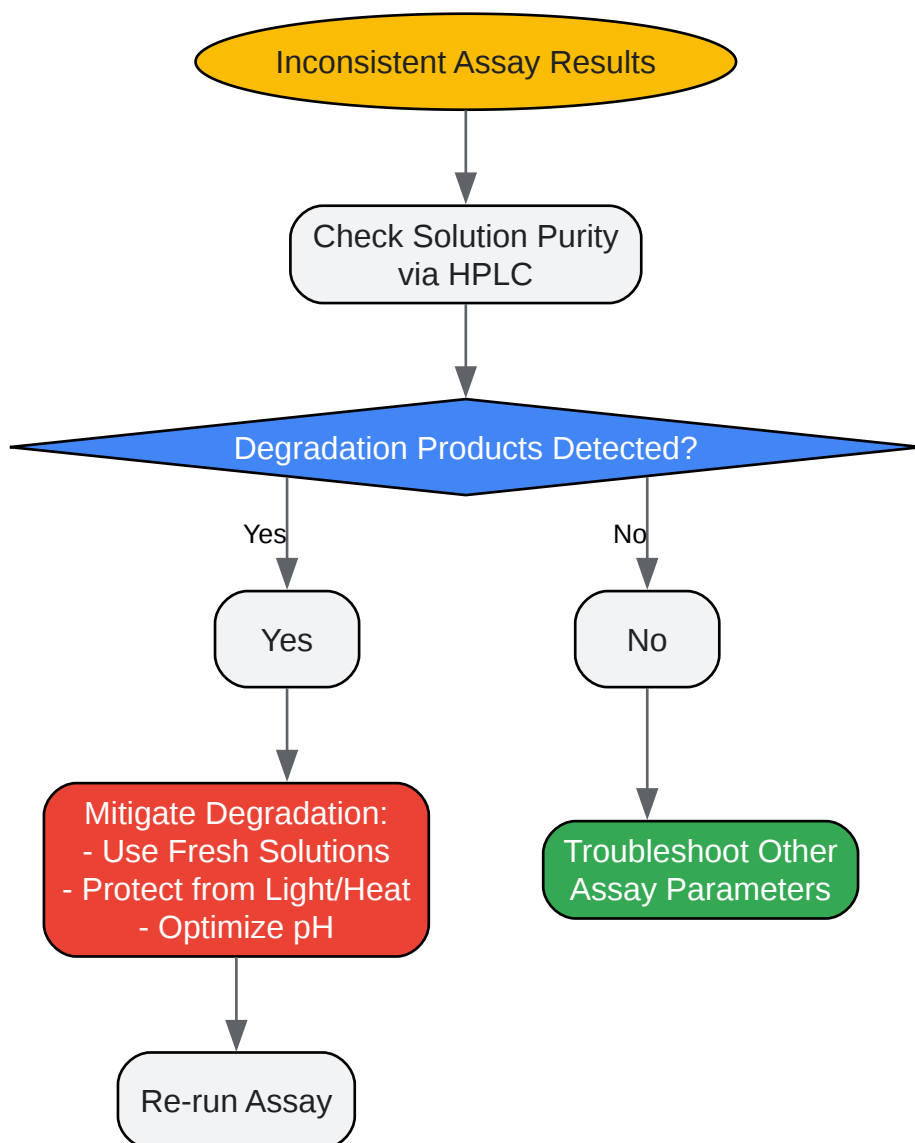 Inconsistent Assay Results
Check Solution Purity
via HPLC
Degradation Products Detected?
Yes
No
Yes
No
Mitigate Degradation:
- Use Fresh Solutions
- Protect from Light/Heat
- Optimize pH
Troubleshoot Other
Assay Parameters
Re-run Assay